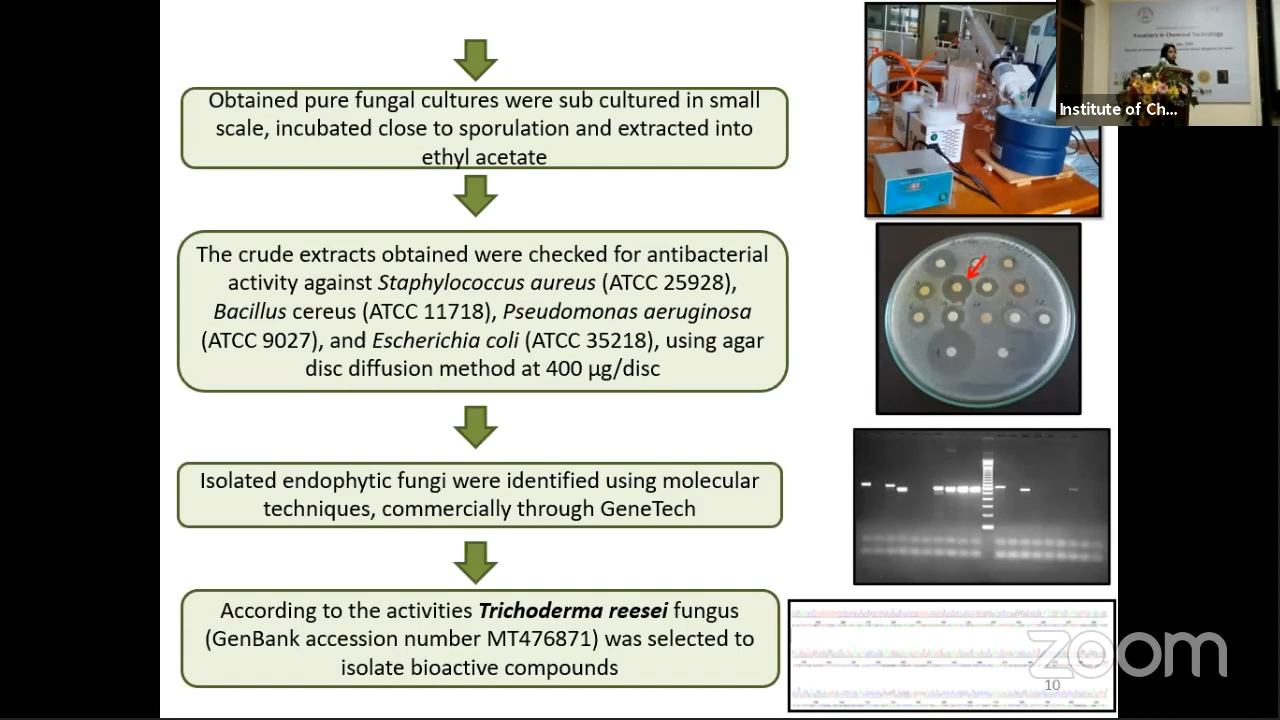 Obtained pure fungal cultures were sub cultured in small
scale, incubated close to sporulation and extracted into
ethyl acetate
The crude extracts obtained were checked for antibacterial
activity against Staphylococcus aureus (ATCC 25928),
Bacillus cereus (ATCC 11718), Pseudomonas aeruginosa
(ATCC 9027), and Escherichia coli (ATCC 35218), using agar
disc diffusion method at 400 µg/disc
Isolated endophytic fungi were identified using molecular
techniques, commercially through GeneTech
According to the activities Trichoderma reesei fungus
(GenBank accession number MT476871) was selected to
isolate bioactive compounds
Frontiers in Chemical Technology
Institute of Ch...
zoom
10